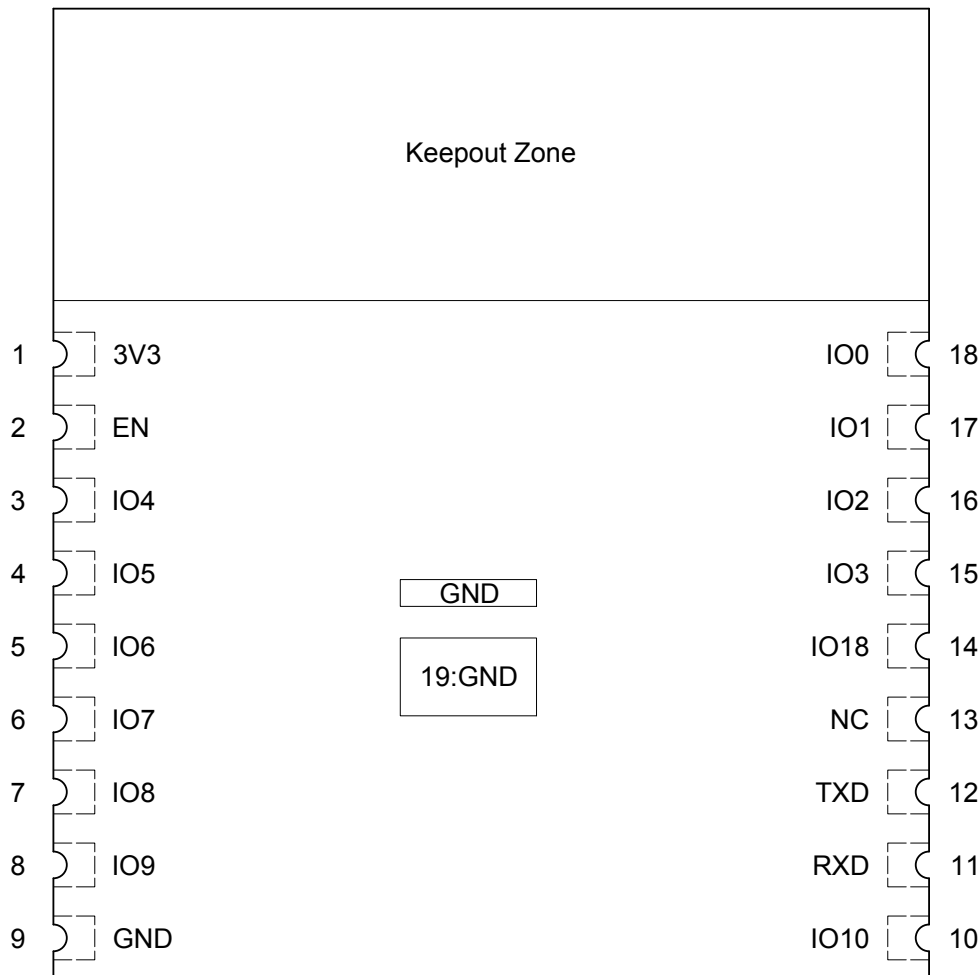 Keepout Zone
1 3V3 IO0 18
2 EN IO1 17
3 IO4 IO2 16
4 IO5 IO3 15
GND
5 IO6 IO18 14
19:GND
6 IO7 NC 13
7 IO8 TXD 12
8 IO9 RXD 11
9 GND IO10 10